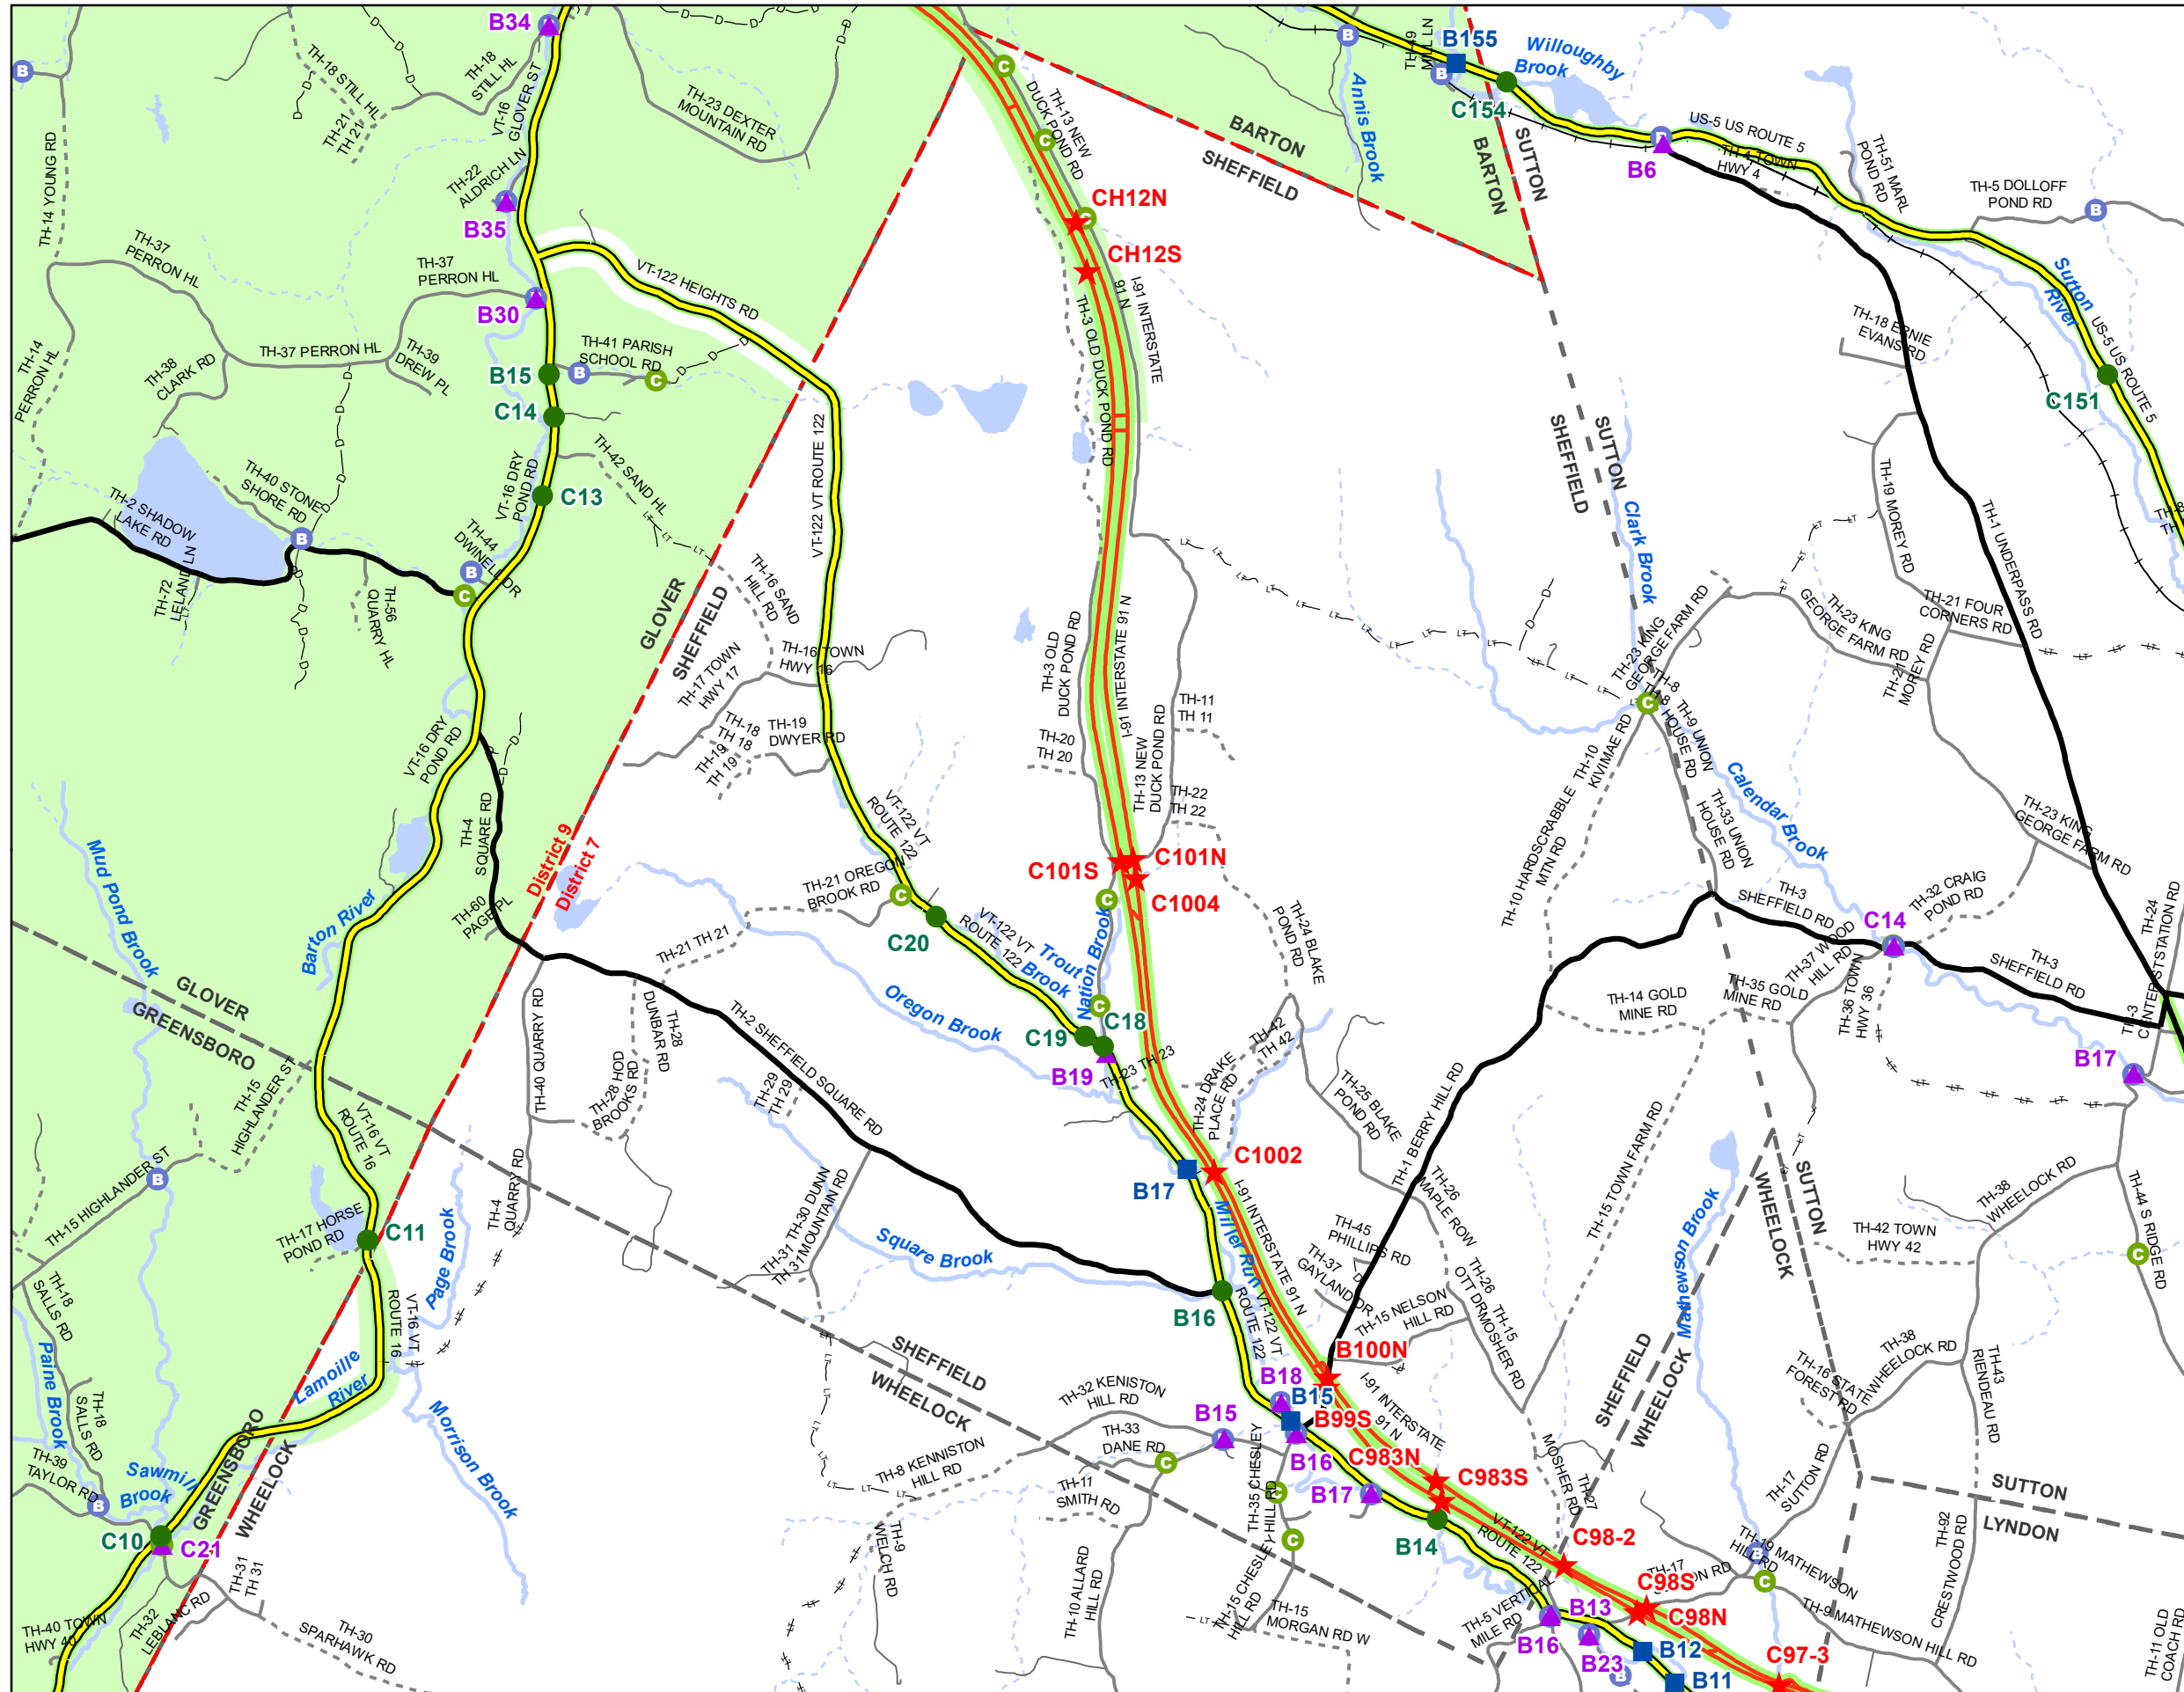 B34
TH-18 STILL HL
TH-18
STILL HL
VT-16
GLOVER ST
TH-21
TH 21
TH-23 DEXTER
MOUNTAIN RD
TH-14 YOUNG RD
TH-22
ALDRICH LN
B35
TH-37
PERRON HL
TH-37
PERRON HL
B30
VT-122 HEIGHTS RD
TH-14
PERRON HL
TH-38
CLARK RD
TH-37 PERRON HL
TH-39
DREW PL
TH-41 PARISH
SCHOOL RD
B15
C14
C13
VT-16 DRY
POND RD
TH-42 SAND HL
TH-40 STONE
SHORE RD
TH-2 SHADOW
LAKE RD
TH-72
LELAND LN
TH-44
DWINELL DR
TH-56
QUARRY HL
GLOVER
SHEFFIELD
TH-13 NEW
DUCK POND RD
CH12N
CH12S
BARTON
SHEFFIELD
Annis Brook
TH-49
MILL LN
B155
Willoughby
Brook
C154
BARTON
SUTTON
B6
US-5 US ROUTE 5
TH-4 TOWN
HWY 4
TH-51 MARL
POND RD
TH-5 DOLLOFF
POND RD
Sutton
River
US-5 US ROUTE 5
C151
TH-18 ERNIE
EVANS RD
I-91 INTERSTATE
91 N
TH-3 OLD DUCK POND RD
VT-122 VT ROUTE 122
SUTTON
SHEFFIELD
Clark Brook
TH-19 MOREY RD
TH-1 UNDERPASS RD
TH-21 FOUR
CORNERS RD
TH-23 KING
GEORGE FARM RD
TH-21
MOREY RD
TH-23 KING
GEORGE FARM RD
TH-8
TH-8
HOUSE RD
TH-9 UNION
TH-16 SAND
HILL RD
TH-16 TOWN
HWY 16
TH-17 TOWN
HWY 17
TH-18
TH 18
TH-19
TH 19
TH-19
DWYER RD
TH-3 OLD
DUCK POND RD
I-91 INTERSTATE 91 N
TH-11
TH 11
TH-20
TH 20
TH-13 NEW
DUCK POND RD
TH-22
TH 22
TH-10
KIVIMAE RD
TH-10 HARDSCRABBLE
MTN RD
TH-33 UNION
HOUSE RD
Calendar Brook
TH-23 KING
GEORGE FARM RD
VT-16 DRY
POND RD
TH-4
SQUARE RD
District 9
District 7
TH-60
PAGE PL
VT-122 VT
ROUTE 122
TH-21 OREGON
BROOK RD
C101S
C101N
C1004
C20
VT-122 VT
ROUTE 122
Trout
Brook
Nation Brook
TH-24 BLAKE
POND RD
TH-3
SHEFFIELD RD
C14
TH-32 CRAIG
POND RD
TH-3
SHEFFIELD RD
TH-24
TH-3
B17
TH-37 WOOD
HILL RD
TH-35 GOLD
MINE RD
TH-36 TOWN
HWY 36
TH-14 GOLD
MINE RD
Mud Pond Brook
Barton River
GLOVER
GREENSBORO
TH-21 TH 21
Oregon Brook
TH-28
DUNBAR RD
TH-40 QUARRY RD
TH-28 HOD
BROOKS RD
TH-2 SHEFFIELD SQUARE RD
TH-29
TH 29
C19
C18
B19
TH-23 TH 23
TH-42
TH 42
TH-24 DRAKE
PLACE RD
TH-25 BLAKE
POND RD
TH-1 BERRY HILL RD
TH-15
HIGHLANDER ST
VT-16 VT
ROUTE 16
TH-15 HIGHLANDER ST
TH-17 HORSE
POND RD
C11
Page Brook
TH-4
QUARRY RD
TH-30 DUNN
MOUNTAIN RD
TH-31
TH 31
Square Brook
B17
C1002
Miller Run
I-91 INTERSTATE 91 N
VT-122 VT
ROUTE 122
B16
TH-26
MAPLE ROW
TH-45
PHILLIPS RD
TH-37
GAYLAND DR
TH-15 NELSON
HILL RD
TH-26
OTT DR
TH-15
MOSHER RD
TH-15 TOWN FARM RD
Mathewson Brook
SUTTON
WHEELOCK
TH-38
WHEELOCK RD
TH-42 TOWN
HWY 42
TH-44 S RIDGE RD
TH-18
SALLS RD
Paine Brook
TH-18
SALLS RD
TH-39
TAYLOR RD
Sawmill
Brook
VT-16 VT
ROUTE 16
Lamoille
River
Morrison Brook
GREENSBORO
WHEELOCK
C10
C21
TH-31
TH 31
TH-32
LEBLANC RD
TH-30
SPARHAWK RD
TH-40 TOWN
HWY 40
SHEFFIELD
WHEELOCK
TH-32 KENISTON
HILL RD
TH-33
DANE RD
TH-8 KENNISTON
HILL RD
TH-11
SMITH RD
TH-9
WELCH RD
TH-10 ALLARD
HILL RD
B15
B18
B15
B100N
B99S
B16
C983N
C983S
B17
I-91 INTERSTATE
91 N
TH-35 CHESLEY
HILL RD
TH-15 CHESLEY
HILL RD
TH-15
MORGAN RD W
B14
VT-122 VT
ROUTE 122
TH-27
MOSHER RD
SHEFFIELD
WHEELOCK
C98-2
TH-5 VERTICAL
MILE RD
B16
B13
B23
C98S
C98N
B12
B11
C97-3
TH-17
SUTTON RD
TH-19 MATHEWSON
HILL RD
TH-9 MATHEWSON HILL RD
TH-16 STATE
FOREST RD
TH-38
WHEELOCK RD
TH-43
RIENDEAU RD
SUTTON
LYNDON
TH-92
CRESTWOOD RD
TH-11 OLD
COACH RD